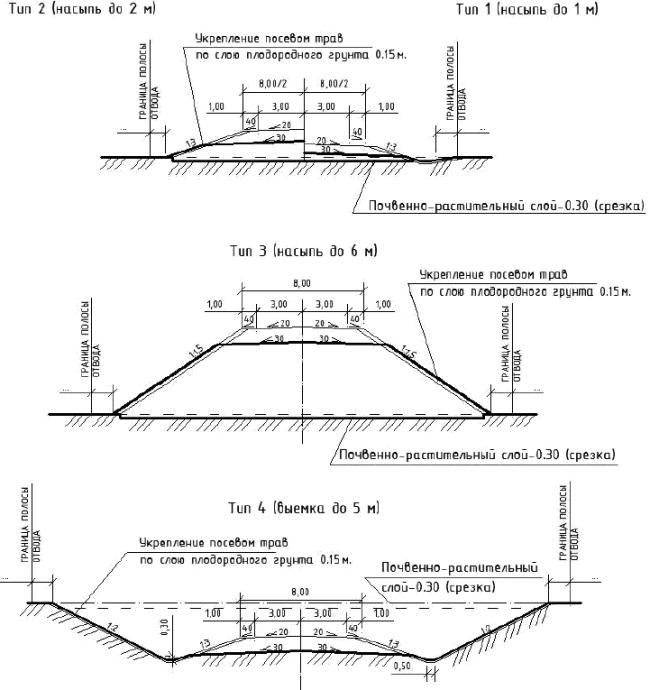 Тип 2 (насыпь до 2 м)
Тип 1 (насыпь до 1 м)
Укрепление посевом трав
по слою плодородного грунта 0.15м.
ГРАНИЦА ПОЛОСЫ
ОТВОДА
8,00/2
8,00/2
ГРАНИЦА ПОЛОСЫ
ОТВОДА
1,00
3,00
3,00
1,00
...
40
20
40
...
1:3
30
20
1:3
30
Почвенно-растительный слой-0.30 (срезка)
Тип 3 (насыпь до 6 м)
Укрепление посевом трав
по слою плодородного грунта 0.15м.
8,00
1,00
3,00
3,00
1,00
ГРАНИЦА ПОЛОСЫ
ОТВОДА
40
20
20
40
ГРАНИЦА ПОЛОСЫ
ОТВОДА
30
30
1:1,5
1:1,5
...
...
Почвенно-растительный слой-0.30 (срезка)
Тип 4 (выемка до 5 м)
ГРАНИЦА ПОЛОСЫ
ОТВОДА
ГРАНИЦА ПОЛОСЫ
ОТВОДА
Укрепление посевом трав
по слою плодородного грунта 0.15м.
Почвенно-растительный
слой-0.30 (срезка)
...
...
8,00
1,00
3,00
3,00
1,00
1:2
0,30
40
20
20
40
1:2
1:3
30
30
1:3
0,50